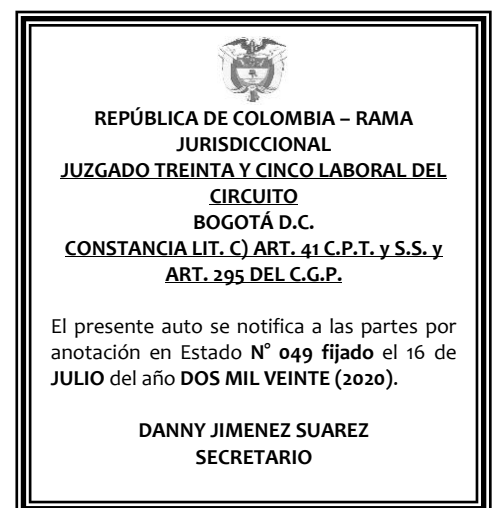 REPÚBLICA DE COLOMBIA – RAMA
JURISDICCIONAL
JUZGADO TREINTA Y CINCO LABORAL DEL
CIRCUITO
BOGOTÁ D.C.
CONSTANCIA LIT. C) ART. 41 C.P.T. y S.S. y
ART. 295 DEL C.G.P.
El presente auto se notifica a las partes por
anotación en Estado N° 049 fijado el 16 de
JULIO del año DOS MIL VEINTE (2020).
DANNY JIMENEZ SUAREZ
SECRETARIO